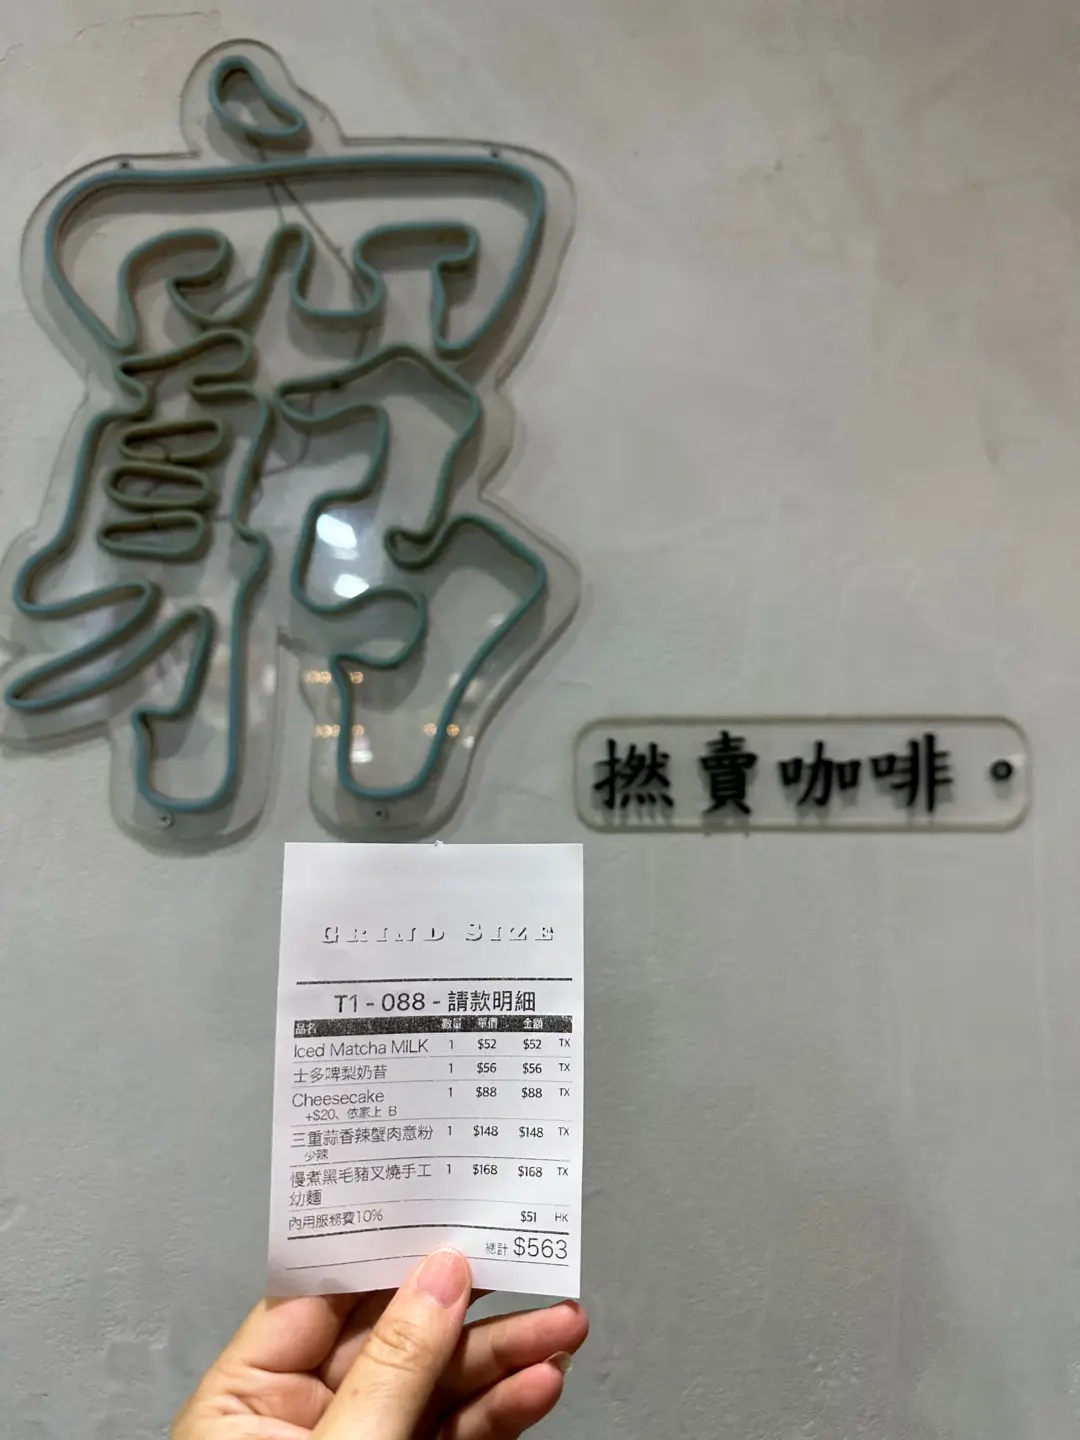 窮
撚賣咖啡。
GRIND SIZE
T1 - 088 - 請款明細
品名 數量 單價 金額
Iced Matcha MiLK 1 $52 $52 TX
士多啤梨奶昔 1 $56 $56 TX
Cheesecake 1 $88 $88 TX
+$20、依家上 B
三重蒜香辣蟹肉意粉 1 $148 $148 TX
少辣
慢煮黑毛豬叉燒手工 1 $168 $168 TX
幼麵
內用服務費10% $51 HK
總計 $563